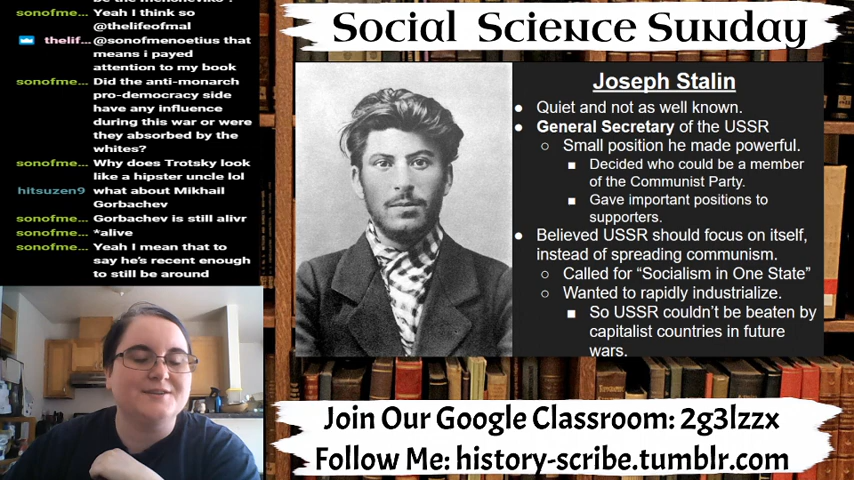 be the mencheviks?
sonofme... Yeah I think so
@thelifeofmal
thelif... @sonofmenoetius that
means i payed
attention to my book
sonofme... Did the anti-monarch
pro-democracy side
have any influence
during this war or were
they absorbed by the
whites?
sonofme... Why does Trotsky look
like a hipster uncle lol
hitsuzen9 what about Mikhail
Gorbachev
sonofme... Gorbachev is still alivr
sonofme... *alive
sonofme... Yeah I mean that to
say he's recent enough
to still be around
Social Science Sunday
Joseph Stalin
● Quiet and not as well known.
● General Secretary of the USSR
○ Small position he made powerful.
■ Decided who could be a member
of the Communist Party.
■ Gave important positions to
supporters.
● Believed USSR should focus on itself,
instead of spreading communism.
○ Called for “Socialism in One State”
○ Wanted to rapidly industrialize.
■ So USSR couldn’t be beaten by
capitalist countries in future
wars.
Join Our Google Classroom: 2g3lzzx
Follow Me: history-scribe.tumblr.com